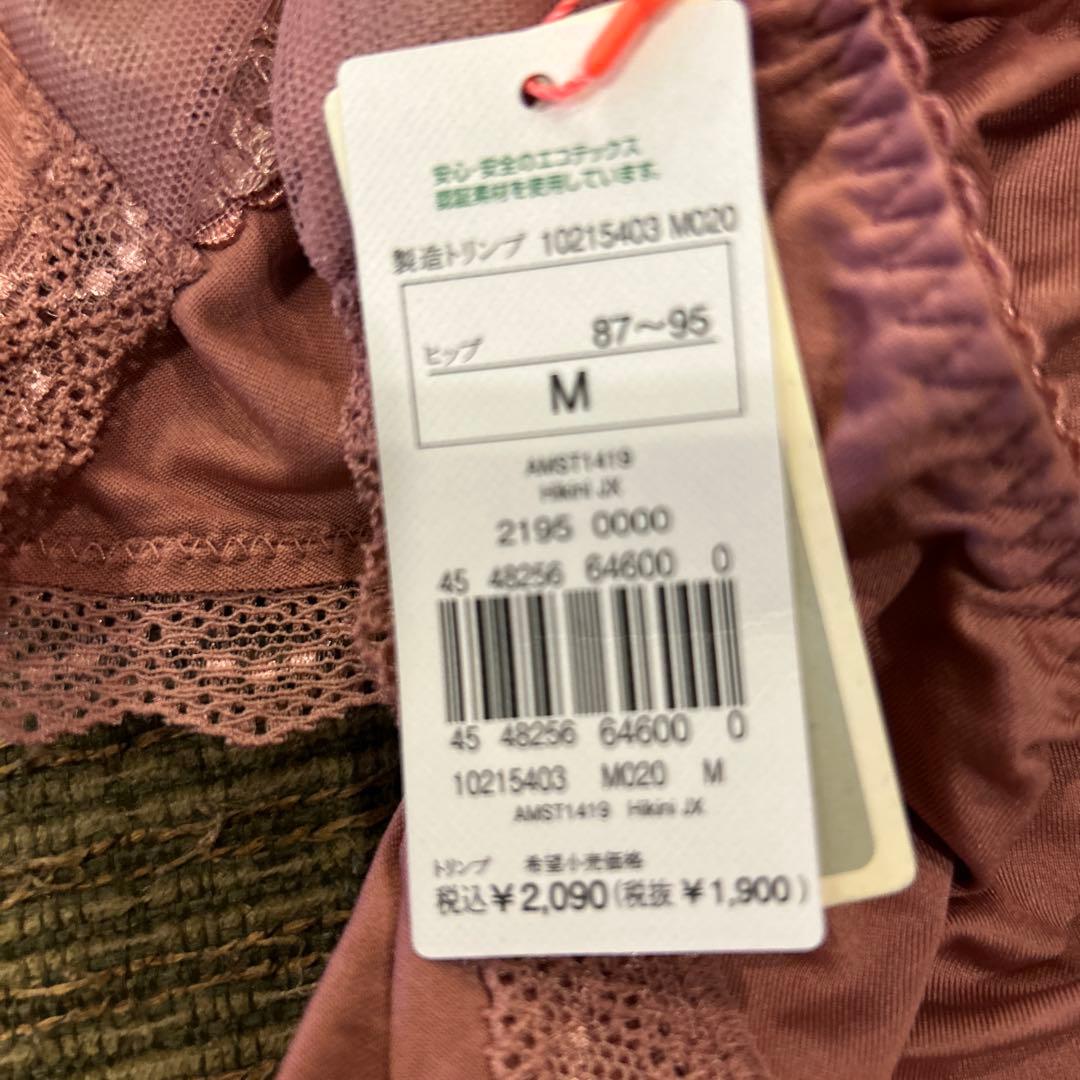 安心・安全のエコテックス
認証素材を使用しています。
製造トリンプ 10215403 M020
ヒップ 87～95
M
AMST1419
Hikini JX
2195 0000
45 48256 64600 0
45 48256 64600 0
10215403 M020 M
AMST1419 Hikini JX
トリンプ 希望小売価格
税込￥2,090(税抜￥1,900)